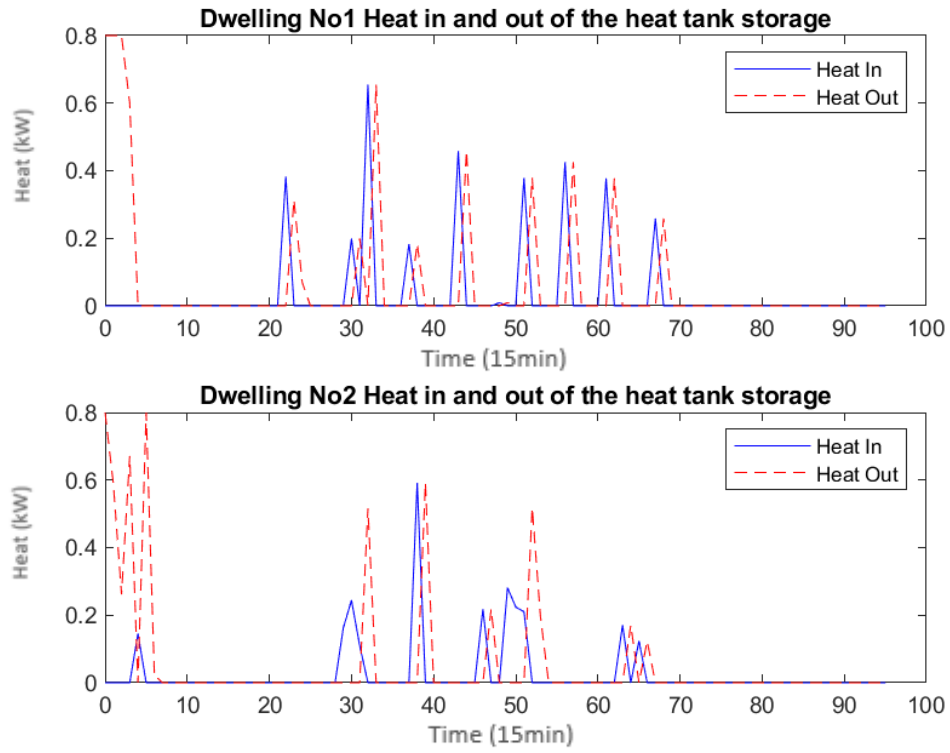 Dwelling No1 Heat in and out of the heat tank storage
0.8
0.6
0.4
0.2
0
Heat (kW)
Heat In
Heat Out
0 10 20 30 40 50 60 70 80 90 100
Time (15min)
Dwelling No2 Heat in and out of the heat tank storage
0.8
0.6
0.4
0.2
0
Heat (kW)
Heat In
Heat Out
0 10 20 30 40 50 60 70 80 90 100
Time (15min)